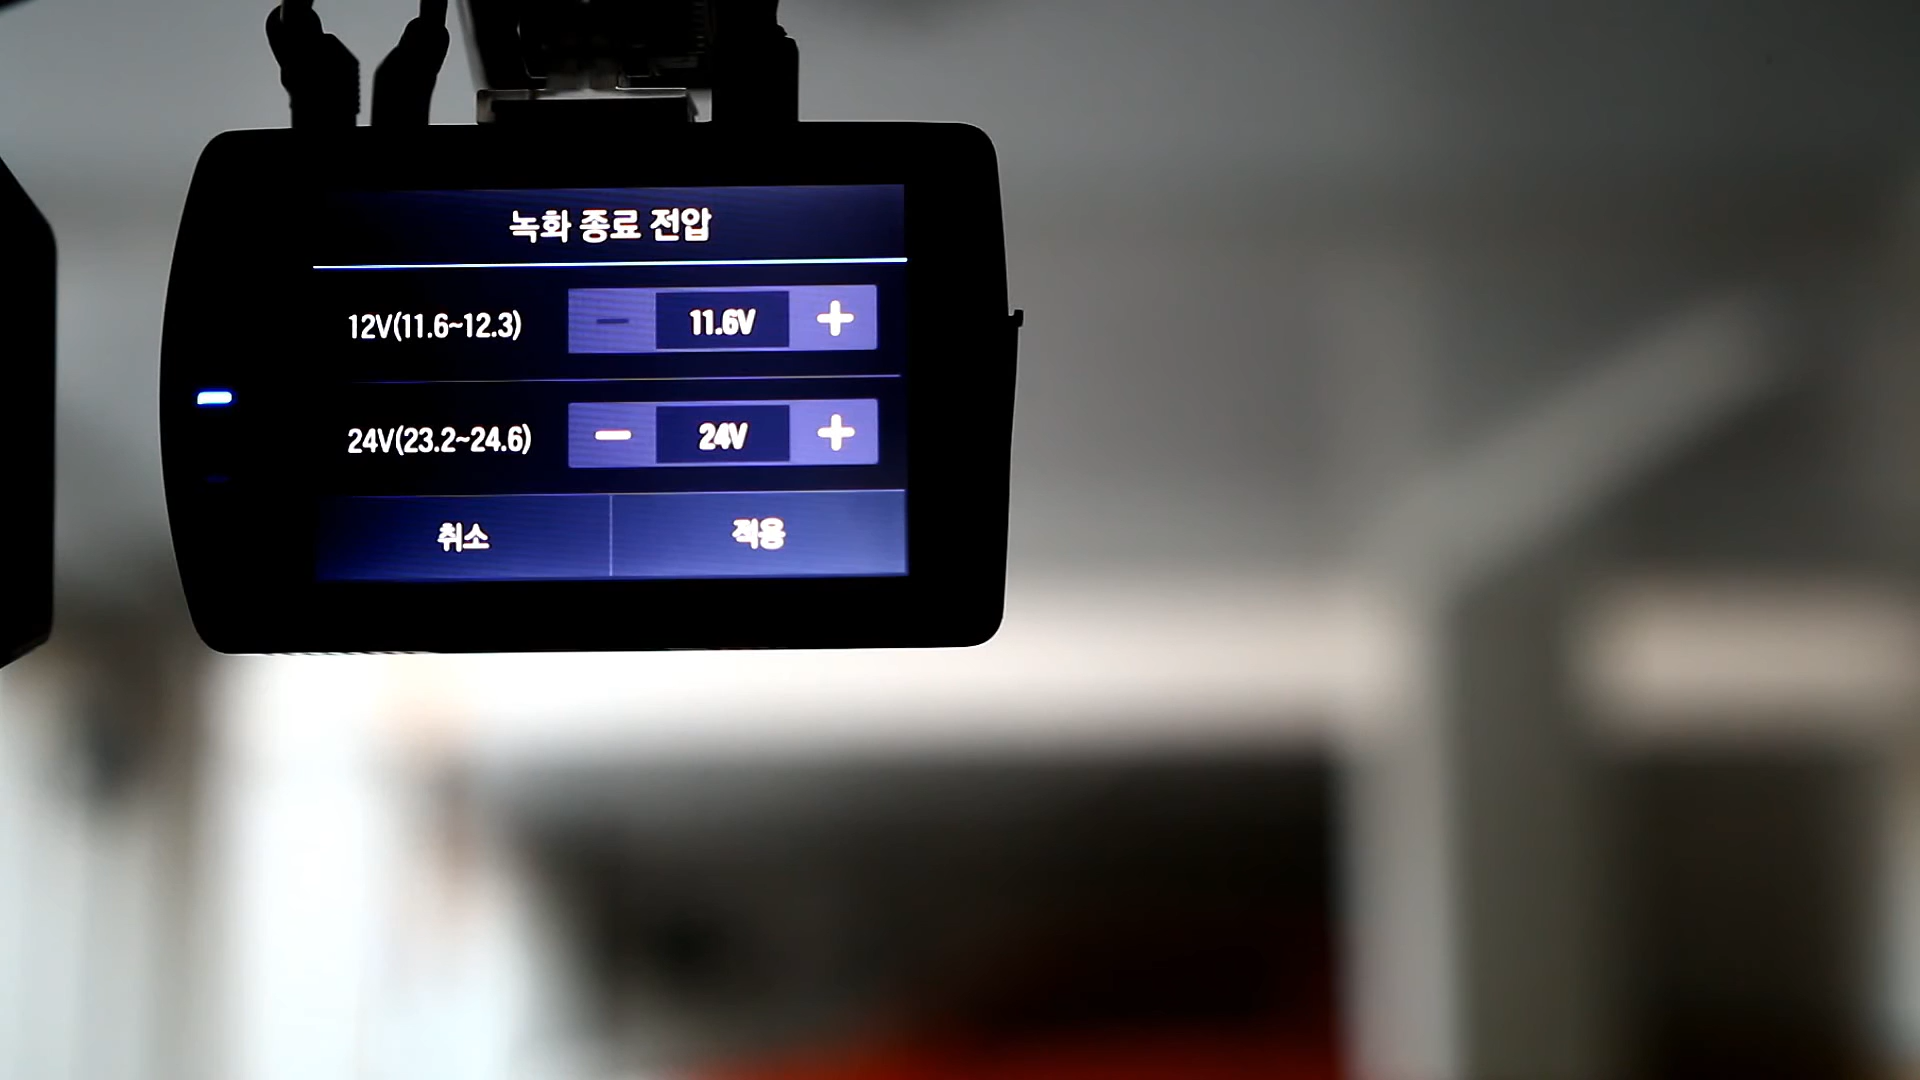 녹화 종료 전압
12V(11.6~12.3) − 11.6V +
24V(23.2~24.6) − 24V +
취소 적용